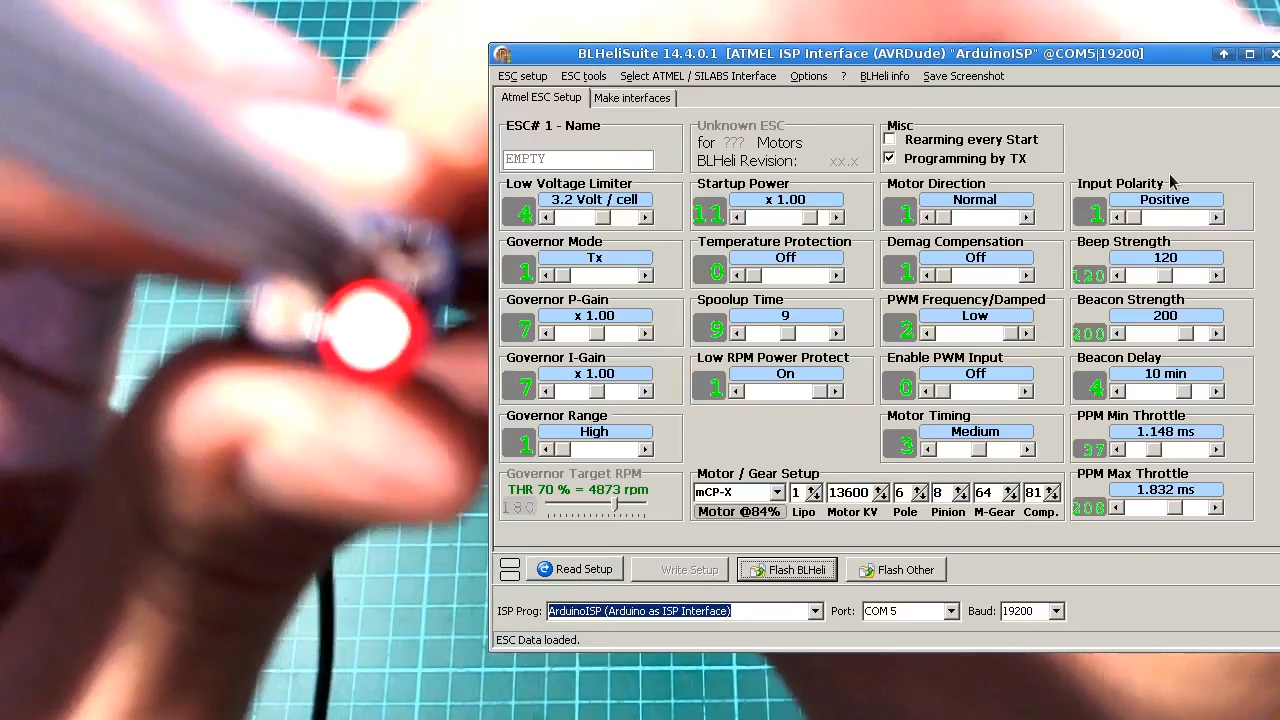 BLHeliSuite 14.4.0.1 [ATMEL ISP Interface (AVRDude) "ArduinoISP" @COM5|19200]
ESC setup ESC tools Select ATMEL / SILABS Interface Options ? BLHeli info Save Screenshot
Atmel ESC Setup Make interfaces
ESC# 1 - Name
EMPTY
Unknown ESC
for ??? Motors
BLHeli Revision: xx.x
Misc
Rearming every Start
Programming by TX
Low Voltage Limiter
4 3.2 Volt / cell
Startup Power
11 x 1.00
Motor Direction
1 Normal
Input Polarity
1 Positive
Governor Mode
1 Tx
Temperature Protection
0 Off
Demag Compensation
1 Off
Beep Strength
120 120
Governor P-Gain
7 x 1.00
Spoolup Time
9 9
PWM Frequency/Damped
2 Low
Beacon Strength
200 200
Governor I-Gain
7 x 1.00
Low RPM Power Protect
1 On
Enable PWM Input
0 Off
Beacon Delay
4 10 min
Governor Range
1 High
Motor Timing
3 Medium
PPM Min Throttle
37 1.148 ms
Governor Target RPM
THR 70 % = 4873 rpm
180
Motor / Gear Setup
mCP-X 1 13600 6 8 64 81
Motor @84% Lipo Motor KV Pole Pinion M-Gear Comp.
PPM Max Throttle
208 1.832 ms
Read Setup Write Setup Flash BLHeli Flash Other
ISP Prog: ArduinoISP (Arduino as ISP Interface) Port: COM 5 Baud: 19200
ESC Data loaded.